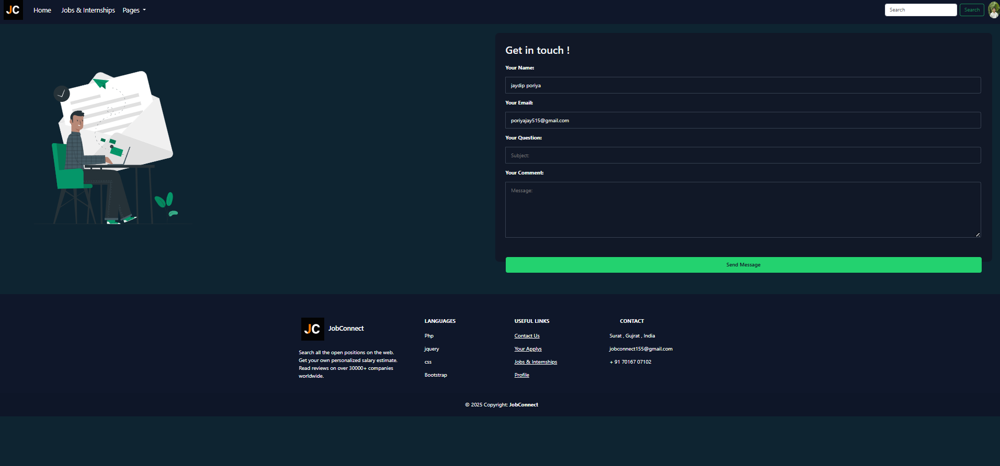 JC
Home
Jobs & Internships
Pages
Search
Search
Get in touch !
Your Name:
jaydip poriya
Your Email:
poriyajay515@gmail.com
Your Question:
Subject:
Your Comment:
Message:
Send Message
JC
JobConnect
Search all the open positions on the web.
Get your own personalized salary estimate.
Read reviews on over 30000+ companies
worldwide.
LANGUAGES
Php
jquery
css
Bootstrap
USEFUL LINKS
Contact Us
Your Applys
Jobs & Internships
Profile
CONTACT
Surat , Gujrat , India
jobconnect155@gmail.com
+ 91 70167 07102
© 2025 Copyright: JobConnect